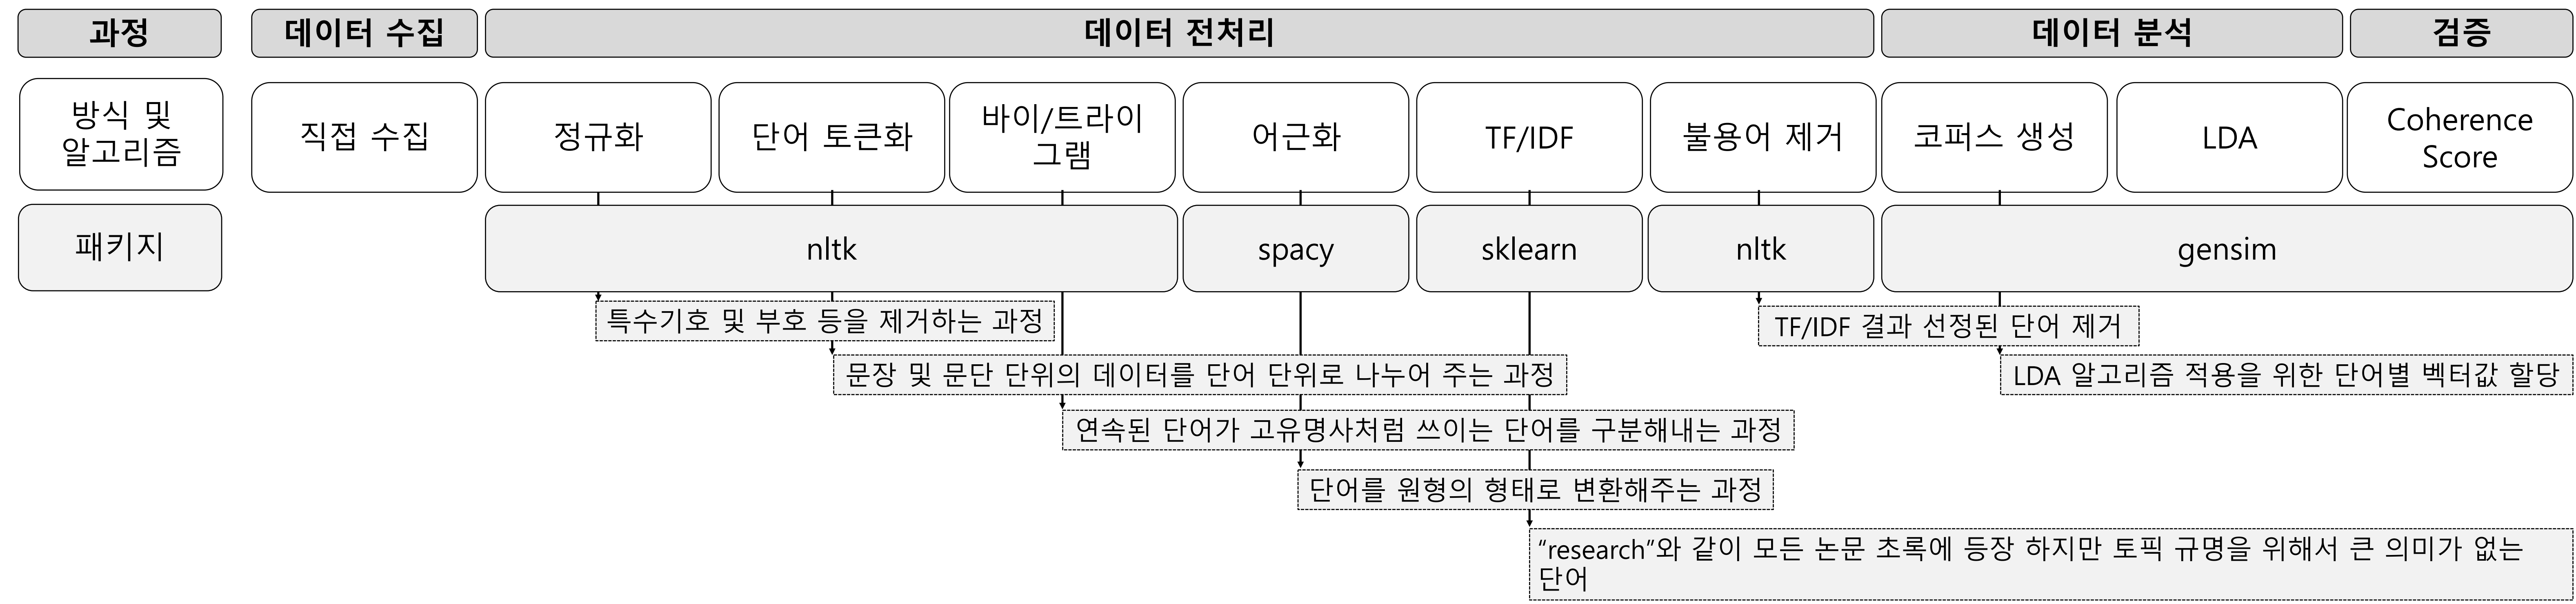 과정
데이터 수집
데이터 전처리
데이터 분석
검증
방식 및
알고리즘
직접 수집
정규화
단어 토큰화
바이/트라이
그램
어근화
TF/IDF
불용어 제거
코퍼스 생성
LDA
Coherence
Score
패키지
nltk
spacy
sklearn
nltk
gensim
특수기호 및 부호 등을 제거하는 과정
TF/IDF 결과 선정된 단어 제거
문장 및 문단 단위의 데이터를 단어 단위로 나누어 주는 과정
LDA 알고리즘 적용을 위한 단어별 벡터값 할당
연속된 단어가 고유명사처럼 쓰이는 단어를 구분해내는 과정
단어를 원형의 형태로 변환해주는 과정
“research”와 같이 모든 논문 초록에 등장 하지만 토픽 규명을 위해서 큰 의미가 없는
단어